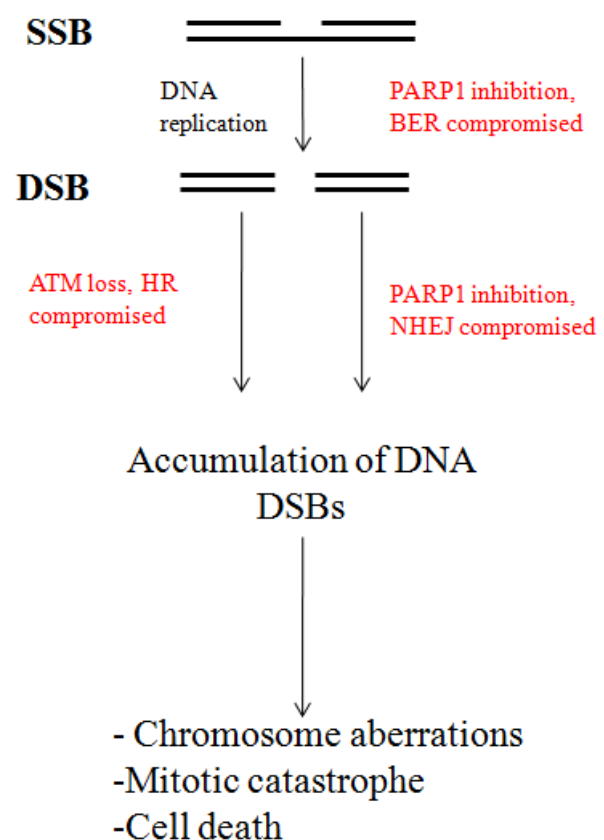 SSB
DNA
replication
PARP1 inhibition,
BER compromised
DSB
ATM loss, HR
compromised
PARP1 inhibition,
NHEJ compromised
Accumulation of DNA
DSBs
- Chromosome aberrations
-Mitotic catastrophe
-Cell death